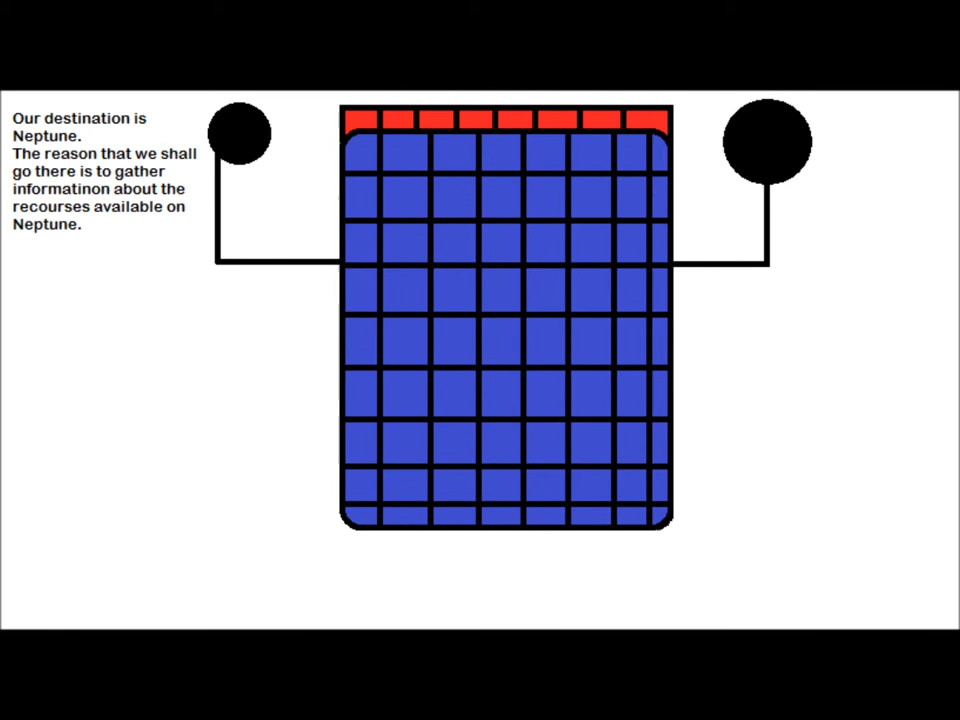 Our destination is
Neptune.
The reason that we shall
go there is to gather
informatinon about the
recourses available on
Neptune.